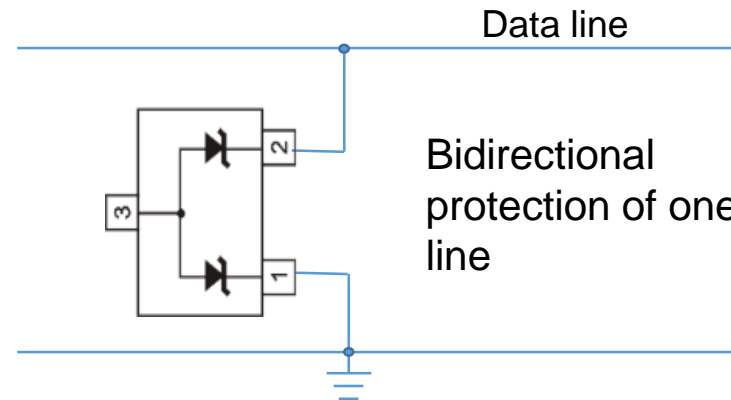 Data line
2
Bidirectional
protection of one
3
line
1